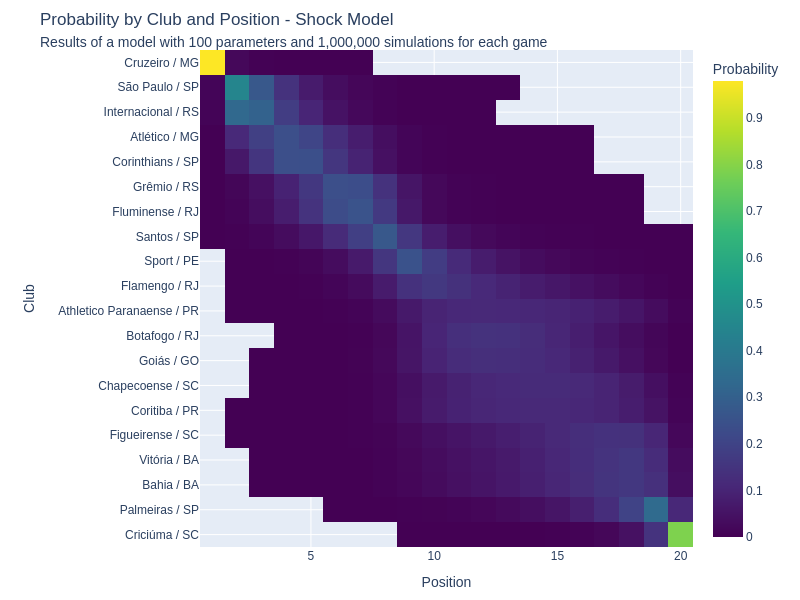 Probability by Club and Position - Shock Model
Results of a model with 100 parameters and 1,000,000 simulations for each game
Cruzeiro / MG
São Paulo / SP
Internacional / RS
Atlético / MG
Corinthians / SP
Grêmio / RS
Fluminense / RJ
Santos / SP
Sport / PE
Flamengo / RJ
Athletico Paranaense / PR
Botafogo / RJ
Goiás / GO
Chapecoense / SC
Coritiba / PR
Figueirense / SC
Vitória / BA
Bahia / BA
Palmeiras / SP
Criciúma / SC
Club
5
10
15
20
Position
Probability
0.9
0.8
0.7
0.6
0.5
0.4
0.3
0.2
0.1
0